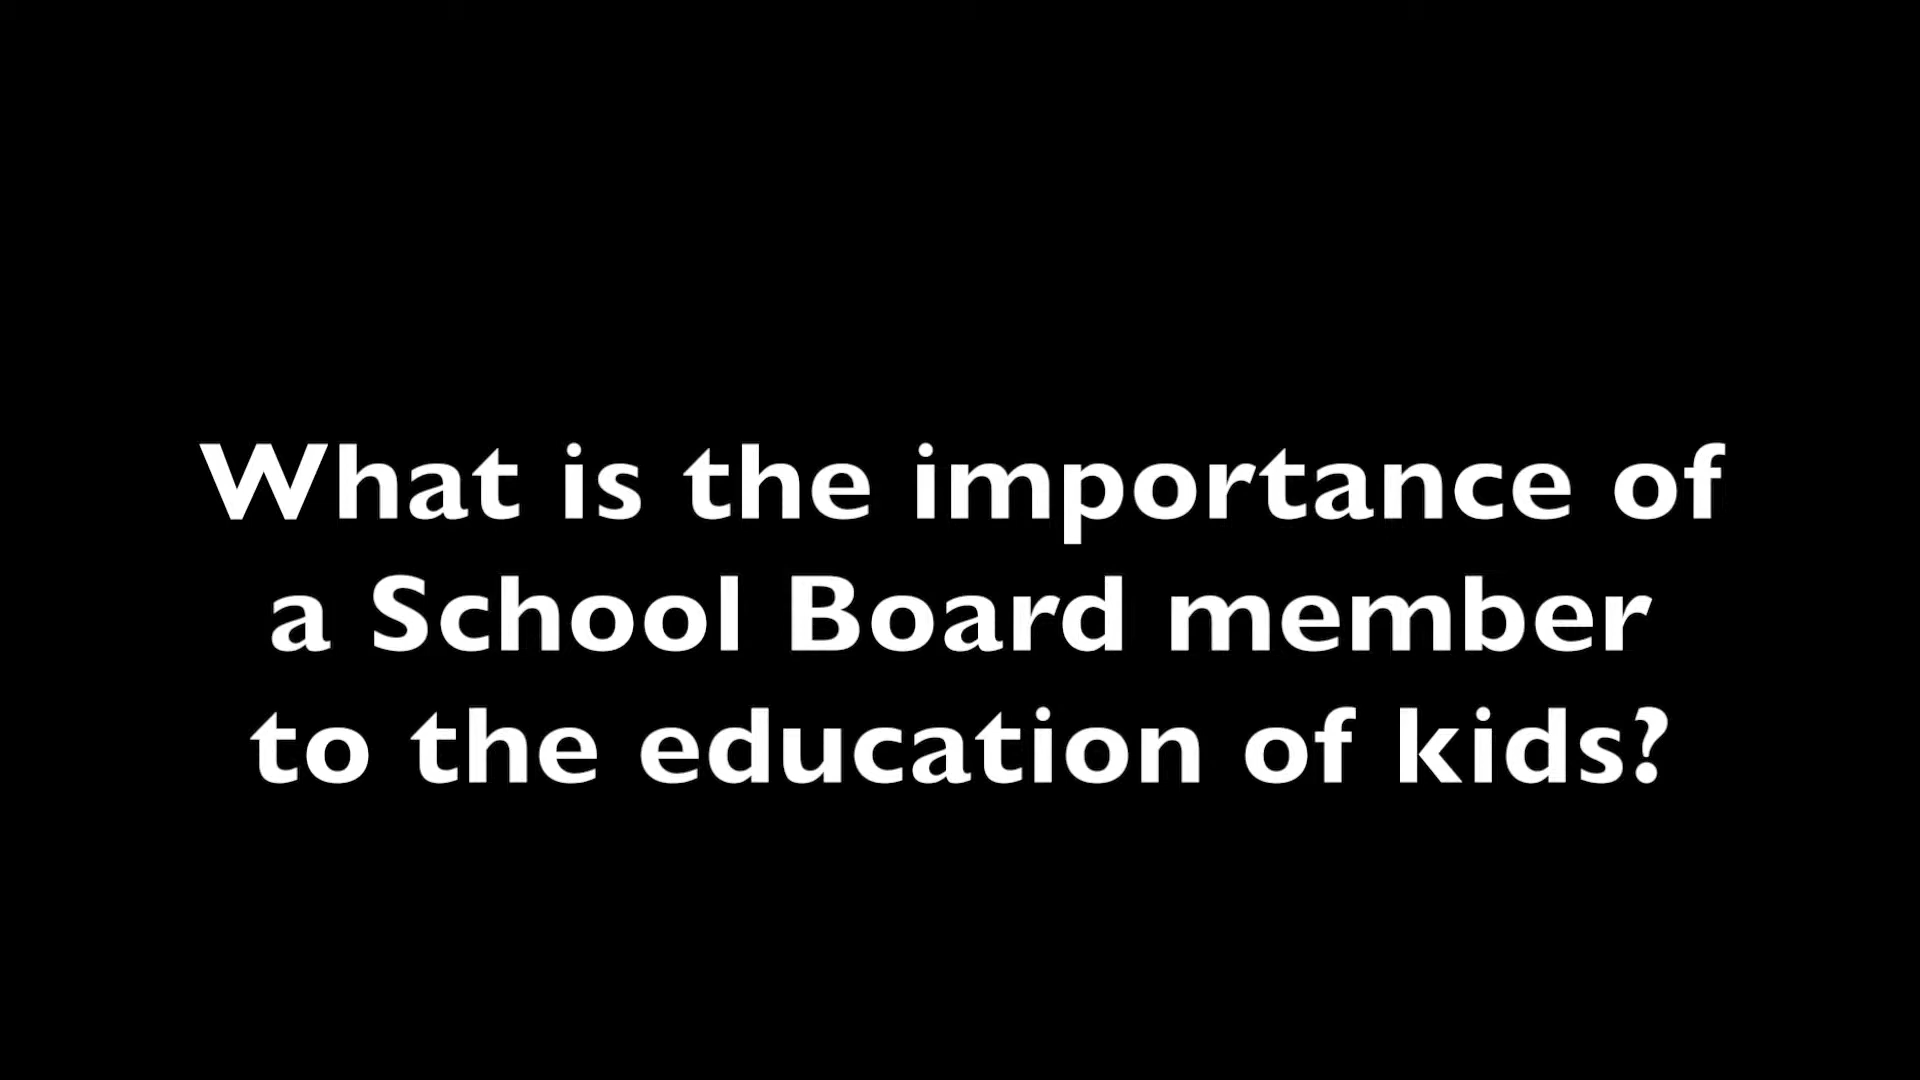 What is the importance of
a School Board member
to the education of kids?